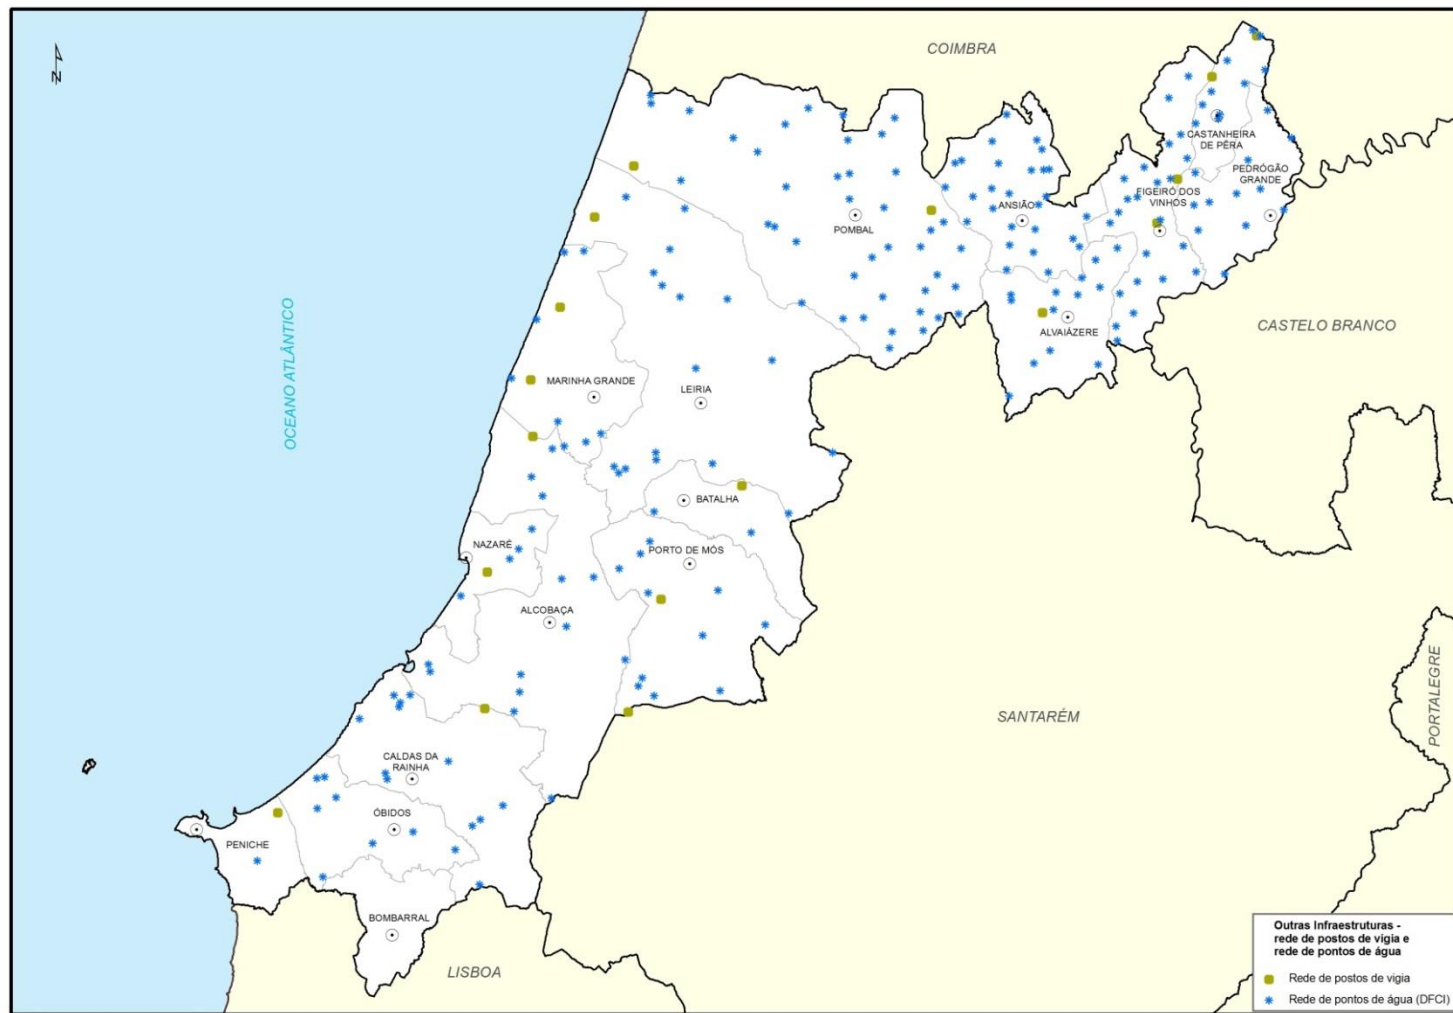 COIMBRA
CASTANHEIRA
DE PÊRA
PEDRÓGÃO
GRANDE
FIGEIRÓ DOS
VINHOS
ANSIÃO
POMBAL
N
OCEANO ATLÂNTICO
ALVAIÁZERE
CASTELO BRANCO
MARINHA GRANDE
LEIRIA
BATALHA
NAZARÉ
PORTO DE MÓS
ALCOBAÇA
SANTARÉM
PORTALEGRE
CALDAS DA
RAINHA
ÓBIDOS
PENICHE
BOMBARRAL
LISBOA
Outras Infraestruturas -
rede de postos de vigia e
rede de pontos de água
Rede de postos de vigia
Rede de pontos de água (DFCI)